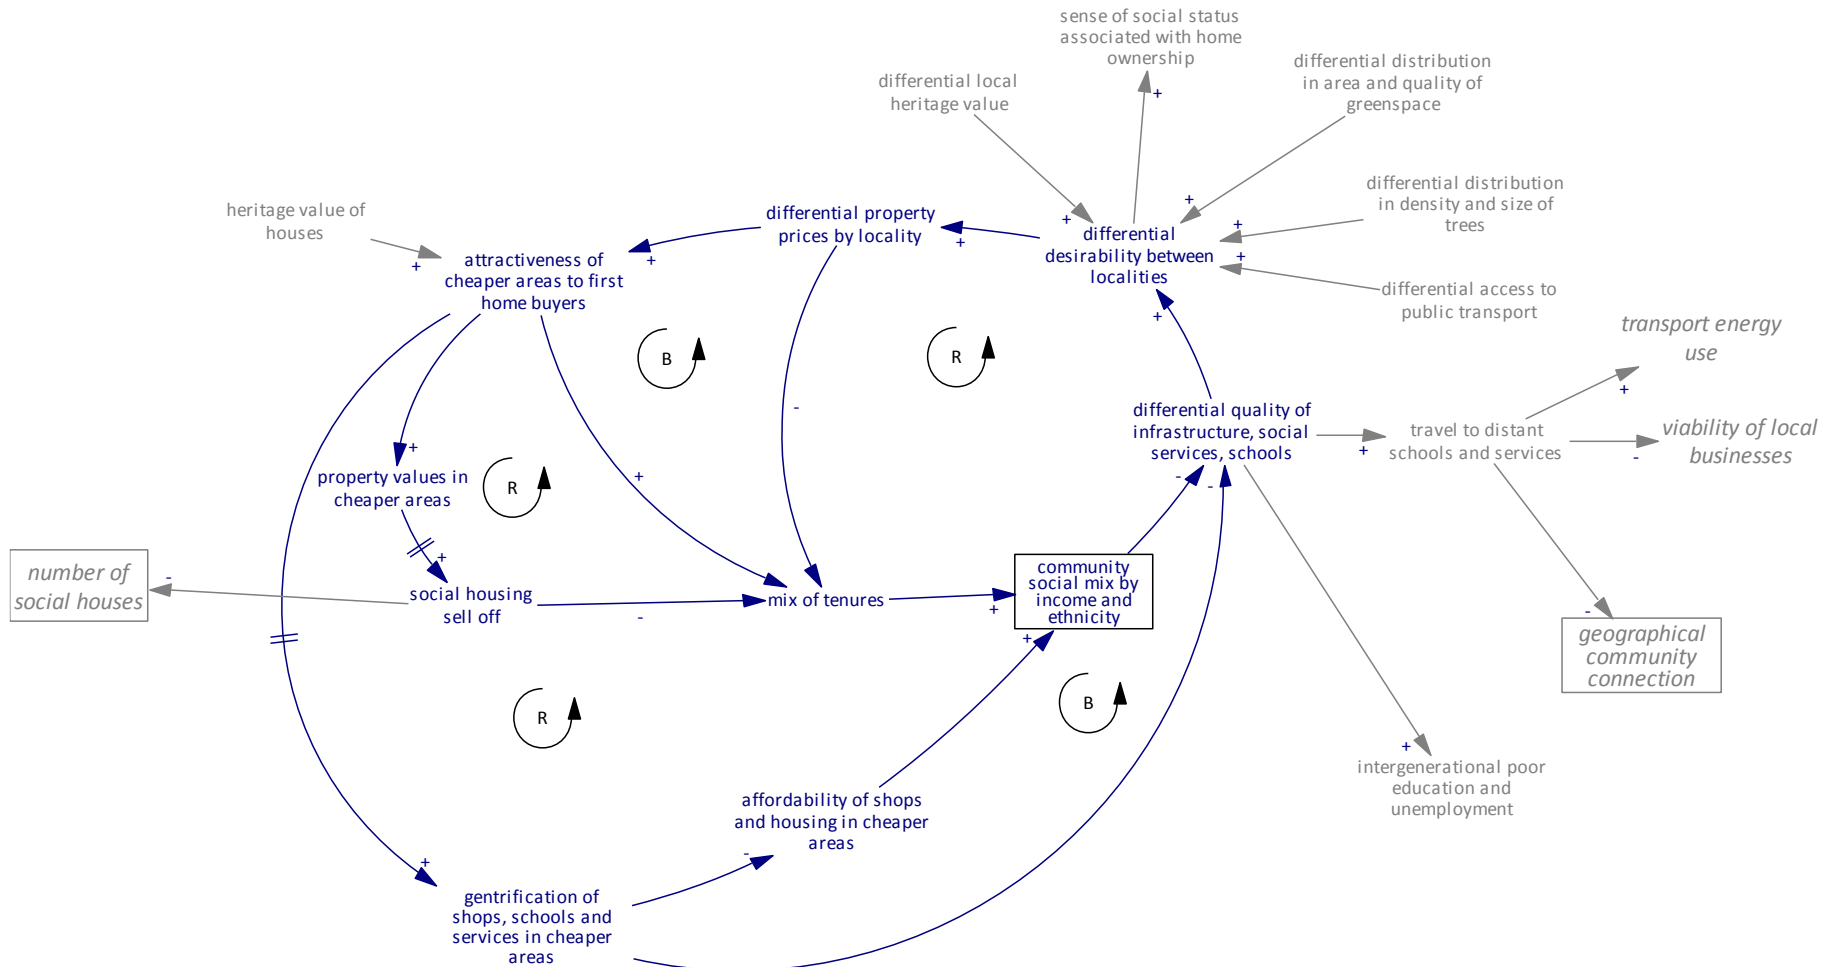 sense of social status
associated with home
ownership
differential local
heritage value
differential distribution
in area and quality of
greenspace
differential distribution
in density and size of
trees
differential access to
public transport
heritage value of
houses
differential property
prices by locality
differential
desirability between
localities
attractiveness of
cheaper areas to first
home buyers
transport energy
use
differential quality of
infrastructure, social
services, schools
travel to distant
schools and services
viability of local
businesses
property values in
cheaper areas
number of
social houses
social housing
sell off
mix of tenures
community
social mix by
income and
ethnicity
geographical
community
connection
intergenerational poor
education and
unemployment
affordability of shops
and housing in cheaper
areas
gentrification of
shops, schools and
services in cheaper
areas
B
R
R
R
B
+
+
+
+
+
+
+
+
+
-
+
+
+
-
-
+
-
-
+
+
-
+
-
+
+
-
+